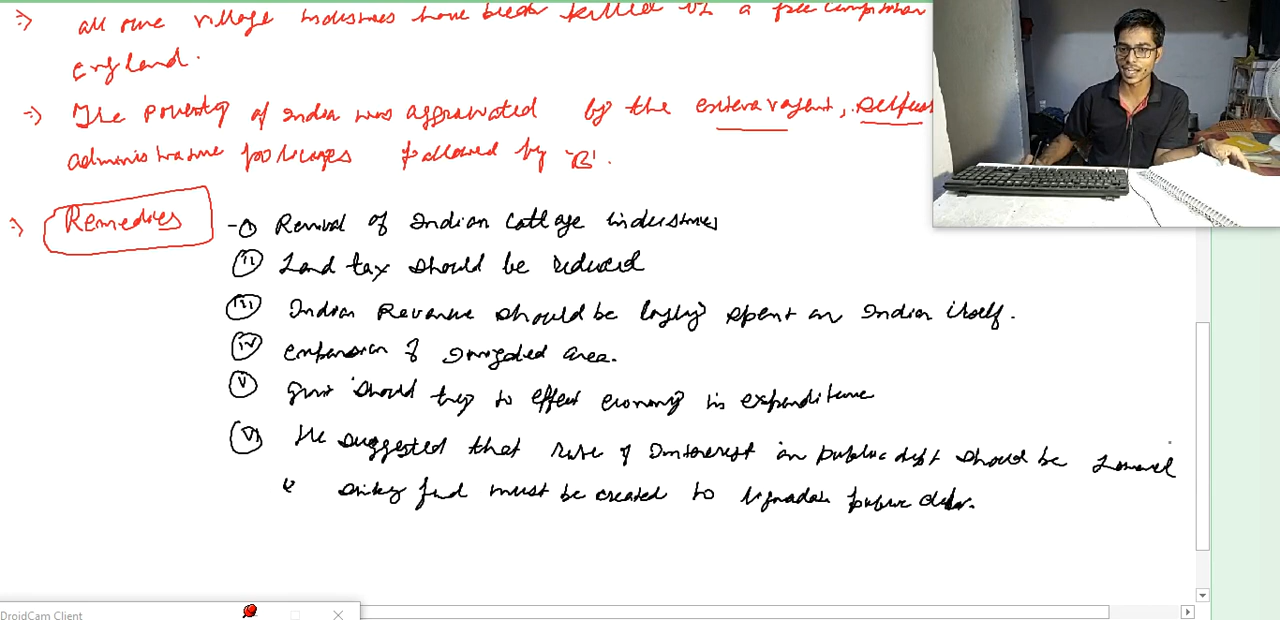 => all our village industries have been killed by a free competition
England.
=> The poverty of India was aggravated by the extravagant, selfish
administrative policies followed by 'B'.
=> Remedies - (i) Revival of Indian Cottage industries
(ii) Land tax should be reduced
(iii) Indian Revenue should be largely spent on Indian itself.
(iv) expansion of Irrigated area.
(v) Govt should try to effect economy in expenditure
(vi) He suggested that rate of Interest on public debt should be lowered
& sinking fund must be created to public debt.
DroidCam Client